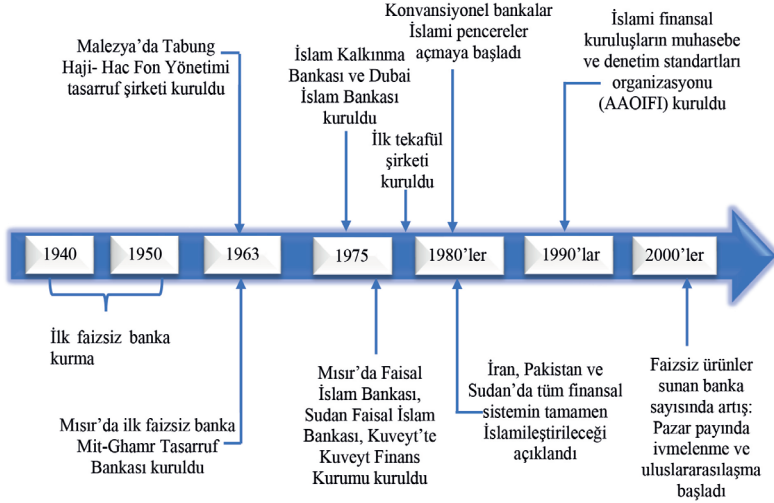 Malezya'da Tabung
Haji- Hac Fon Yönetimi
tasarruf şirketi kuruldu
İslam Kalkınma
Bankası ve Dubai
İslam Bankası
kuruldu
İlk tekafül
şirketi
kuruldu
Konvansiyonel bankalar
İslami pencereler
açmaya başladı
İslami finansal
kuruluşların muhasebe
ve denetim standartları
organizasyonu
(AAOIFI) kuruldu
1940
1950
1963
1975
1980'ler
1990'lar
2000'ler
İlk faizsiz banka
kurma
Mısır'da ilk faizsiz banka
Mit-Ghamr Tasarruf
Bankası kuruldu
Mısır'da Faisal
İslam Bankası,
Sudan Faisal İslam
Bankası, Kuveyt'te
Kuveyt Finans
Kurumu kuruldu
İran, Pakistan ve
Sudan'da tüm finansal
sistemin tamamen
İslamileştirileceği
açıklandı
Faizsiz ürünler
sunan banka
sayısında artış:
Pazar payında
ivmelenme ve
uluslararasılaşma
başladı